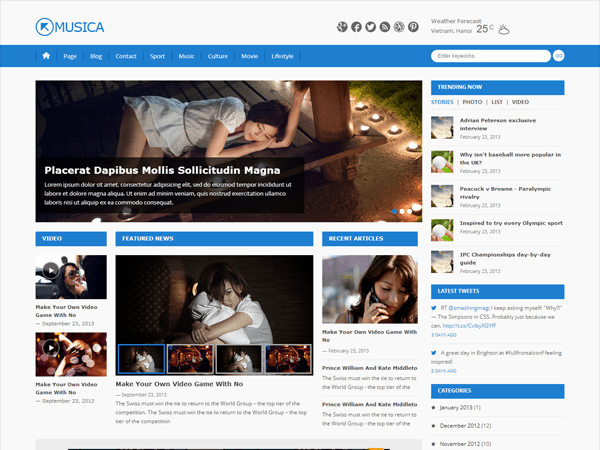 MUSICA
Weather Forecast
Vietnam, Hanoi 25 C
Page Blog Contact Sport Music Culture Movie Lifestyle
Enter keywords GO
Placerat Dapibus Mollis Sollicitudin Magna
Lorem ipsum dolor sit amet, consectetur adipisicing elit, sed do eiusmod tempor incididunt ut
labore et dolore magna aliqua. Ut enim ad minim veniam, quis nostrud exercitation ullamco
laboris nisi ut aliquip ex ea commodo consequat.
TRENDING NOW
STORIES | PHOTO | LIST | VIDEO
Adrian Peterson exclusive
interview
February 23, 2013
Why isn't baseball more popular in
the UK?
February 23, 2013
Peacock v Browne – Paralympic
rivalry
February 23, 2013
Inspired to try every Olympic sport
February 23, 2013
IPC Championships day-by-day
guide
February 23, 2013
VIDEO
Make Your Own Video
Game With No
— September 23, 2013
Make Your Own Video
Game With No
— September 23, 2013
FEATURED NEWS
Make Your Own Video Game With No
— September 23, 2013
The Swiss must win the tie to return to the World Group – the top tier of the
competition. The Swiss must win the tie to return to the World Group – the top
tier of the competition
RECENT ARTICLES
Make Your Own Video Game With
No
— February 23, 2013
Prince William And Kate Middleto
The Swiss must win the tie to return to
the World Group – the top tier of the
Prince William And Kate Middleto
The Swiss must win the tie to return to
the World Group – the top tier of the
LATEST TWEETS
RT @smashingmag: I keep asking myself: "Why?!"
— The Simpsons in CSS. Probably just because we
can.
3 DAYS AGO
A great day in Brighton at #fullfrontalconf feeling
inspired!
6 DAYS AGO
CATEGORIES
January 2013 (1)
December 2012 (12)
November 2012 (10)